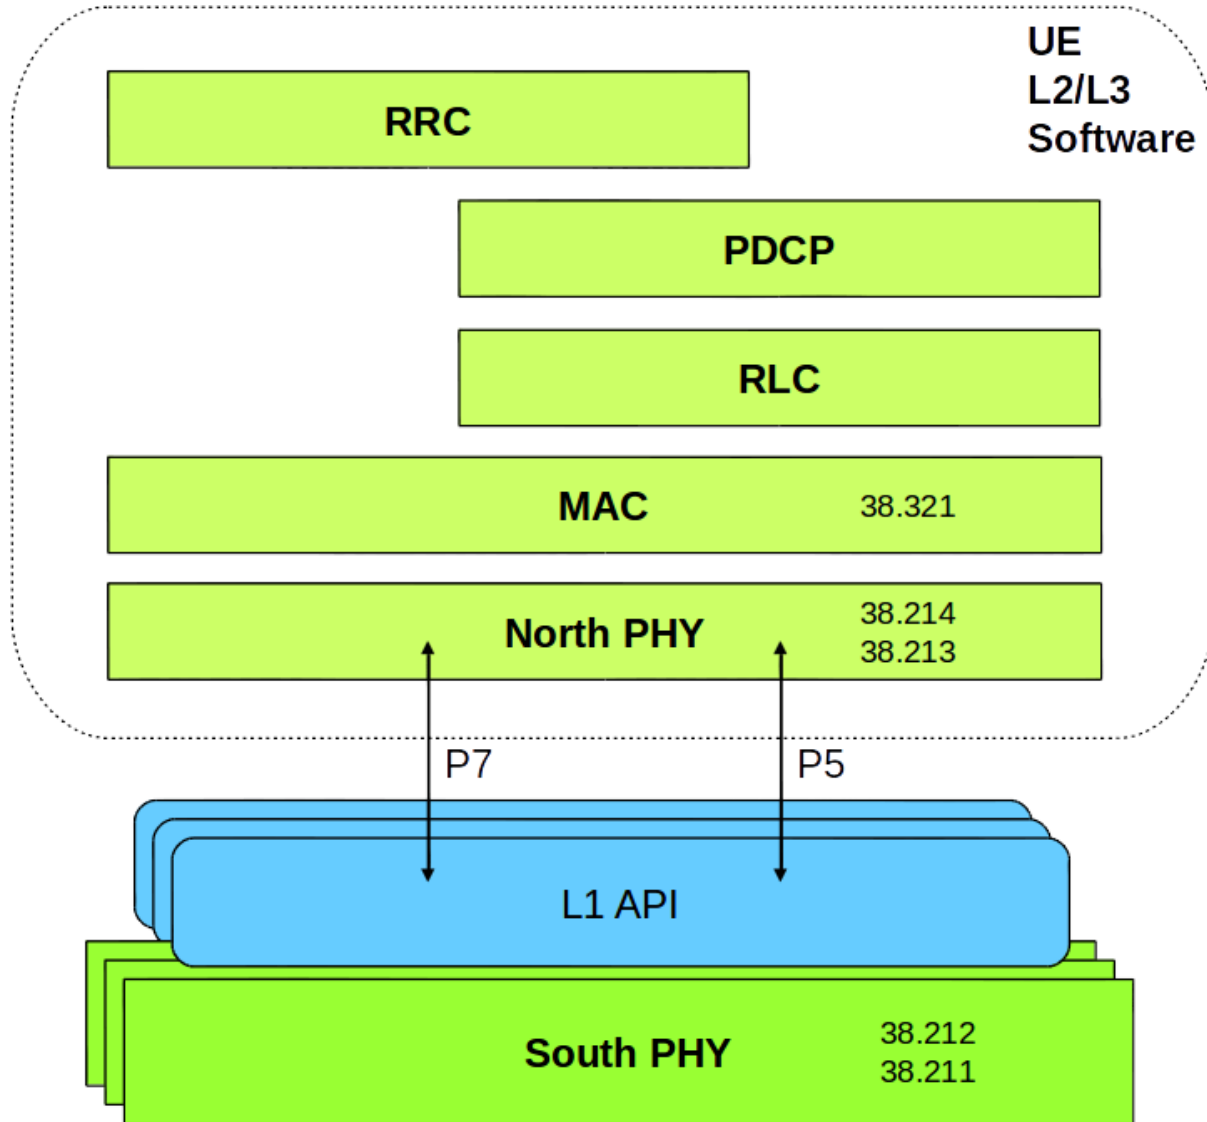 UE
L2/L3
Software
RRC
PDCP
RLC
MAC 38.321
North PHY
38.214
38.213
P7
P5
L1 API
South PHY
38.212
38.211